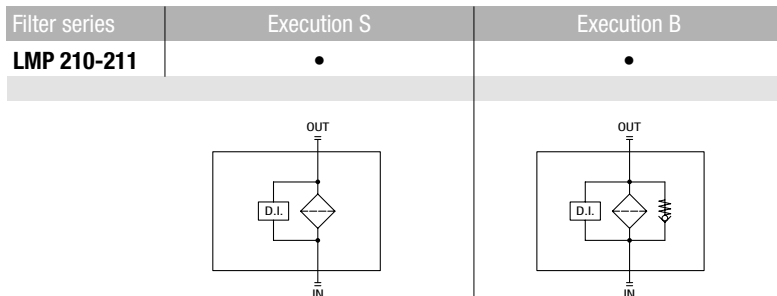 Filter series Execution S Execution B
LMP 210-211 • •
OUT OUT
D.I. D.I.
IN IN